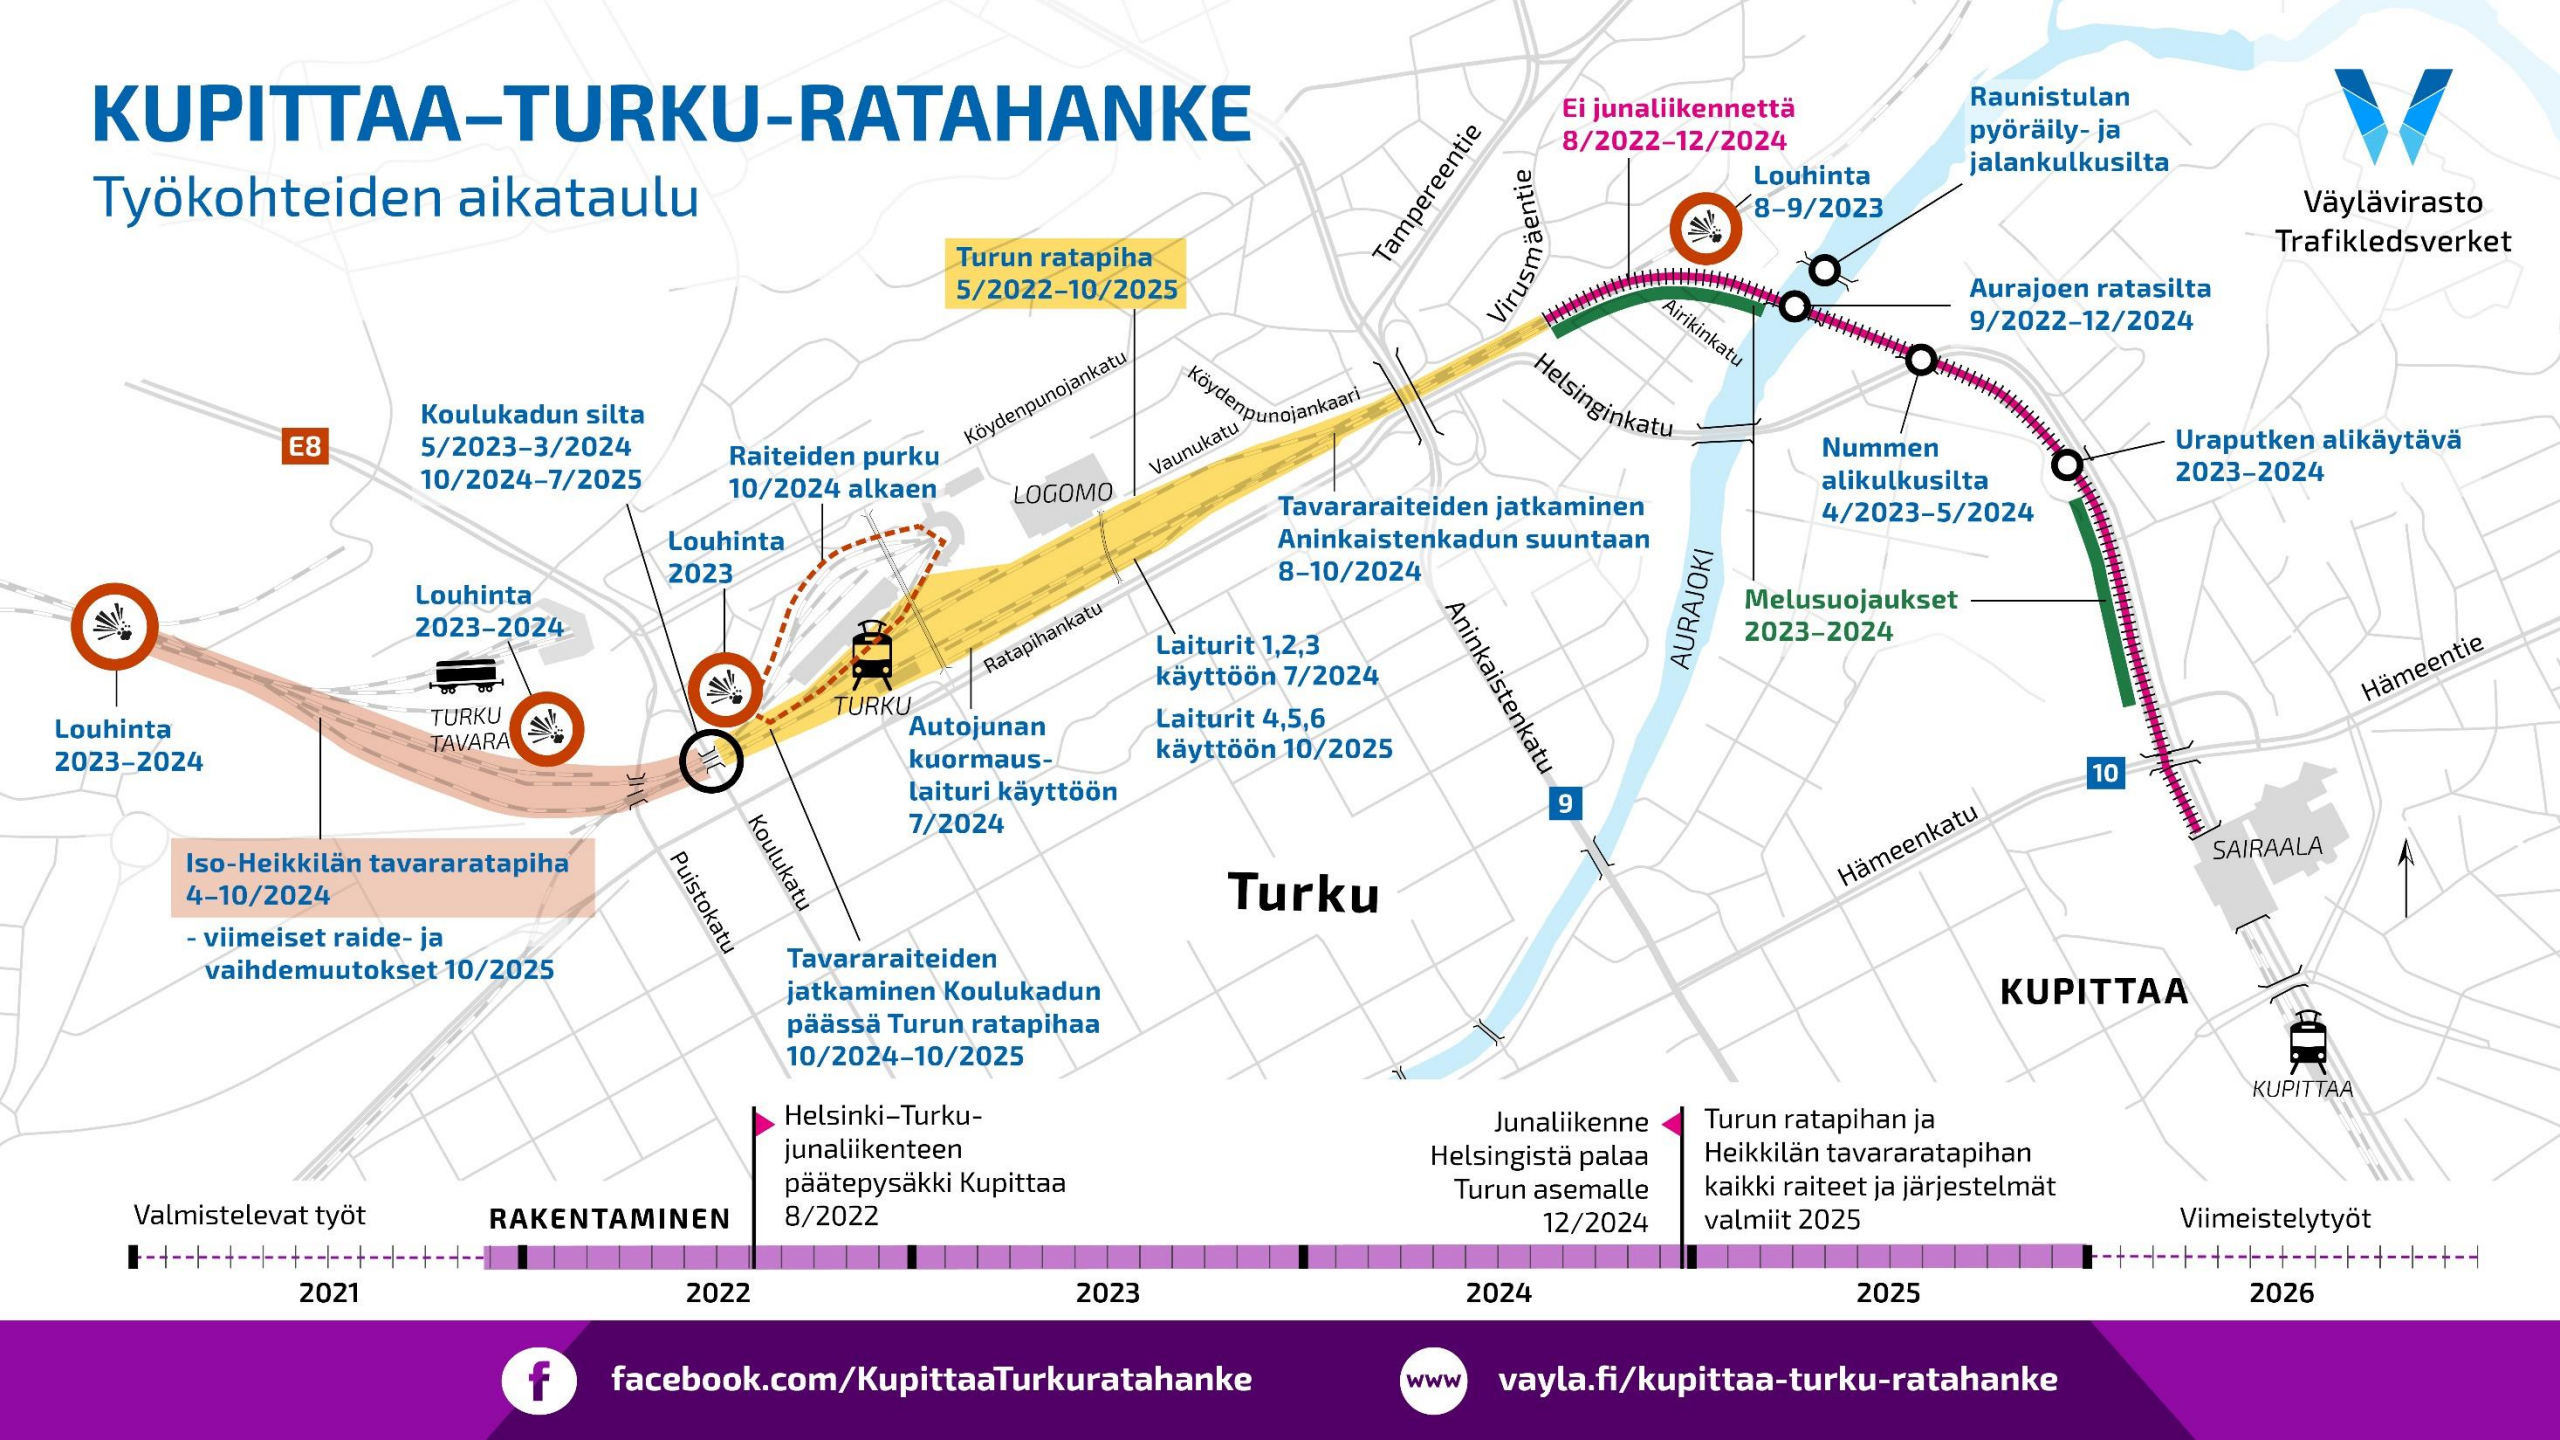 KUPITTAA–TURKU-RATAHANKE
Työkohteiden aikataulu
Väylävirasto
Trafikledsverket
Ei junaliikennettä
8/2022–12/2024
Louhinta
8–9/2023
Raunistulan
pyöräily- ja
jalankulkusilta
Aurajoen ratasilta
9/2022–12/2024
Tampereentie
Virusmäentie
Airikinkatu
Helsinginkatu
Turun ratapiha
5/2022–10/2025
Köydenpunojankatu
Köydenpunojankaari
Vaunukatu
LOGOMO
E8
Koulukadun silta
5/2023–3/2024
10/2024–7/2025
Raiteiden purku
10/2024 alkaen
Louhinta
2023
Louhinta
2023–2024
TURKU
TAVARA
Louhinta
2023–2024
TURKU
Ratapihankatu
Tavararaiteiden jatkaminen
Aninkaistenkadun suuntaan
8–10/2024
Nummen
alikulkusilta
4/2023–5/2024
Uraputken alikäytävä
2023–2024
Melusuojaukset
2023–2024
AURAJOKI
Aninkaistenkatu
9
Laiturit 1,2,3
käyttöön 7/2024
Laiturit 4,5,6
käyttöön 10/2025
Autojunan
kuormaus-
laituri käyttöön
7/2024
Iso-Heikkilän tavararatapiha
4–10/2024
- viimeiset raide- ja
vaihdemuutokset 10/2025
Puistokatu
Koulukatu
Tavararaiteiden
jatkaminen Koulukadun
päässä Turun ratapihaa
10/2024–10/2025
Turku
Hämeentie
10
Hämeenkatu
SAIRAALA
KUPITTAA
KUPITTAA
Valmistelevat työt
RAKENTAMINEN
Helsinki–Turku-
junaliikenteen
päätepysäkki Kupittaa
8/2022
Junaliikenne
Helsingistä palaa
Turun asemalle
12/2024
Turun ratapihan ja
Heikkilän tavararatapihan
kaikki raiteet ja järjestelmät
valmiit 2025
Viimeistelytyöt
2021
2022
2023
2024
2025
2026
f
facebook.com/KupittaaTurkuratahanke
www
vayla.fi/kupittaa-turku-ratahanke